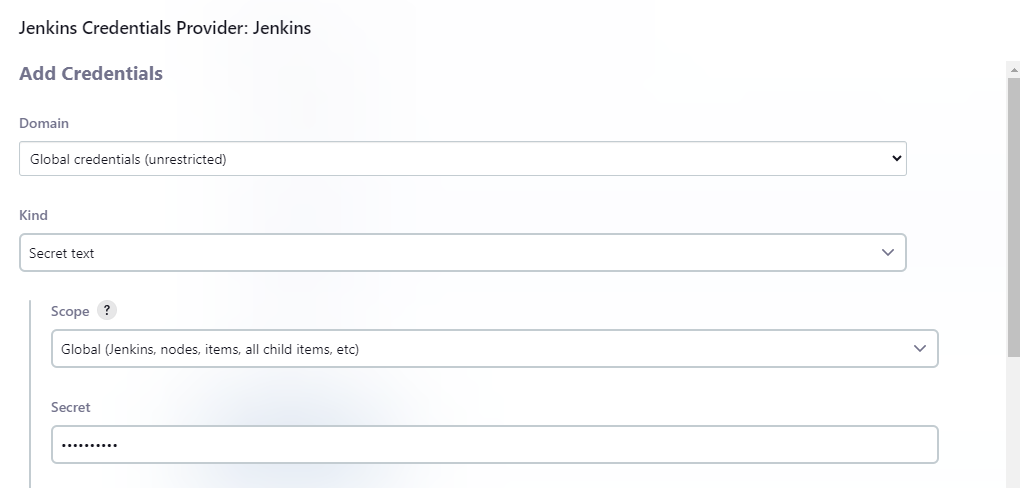 Jenkins Credentials Provider: Jenkins
Add Credentials
Domain
Global credentials (unrestricted)
Kind
Secret text
Scope ?
Global (Jenkins, nodes, items, all child items, etc)
Secret
••••••••••